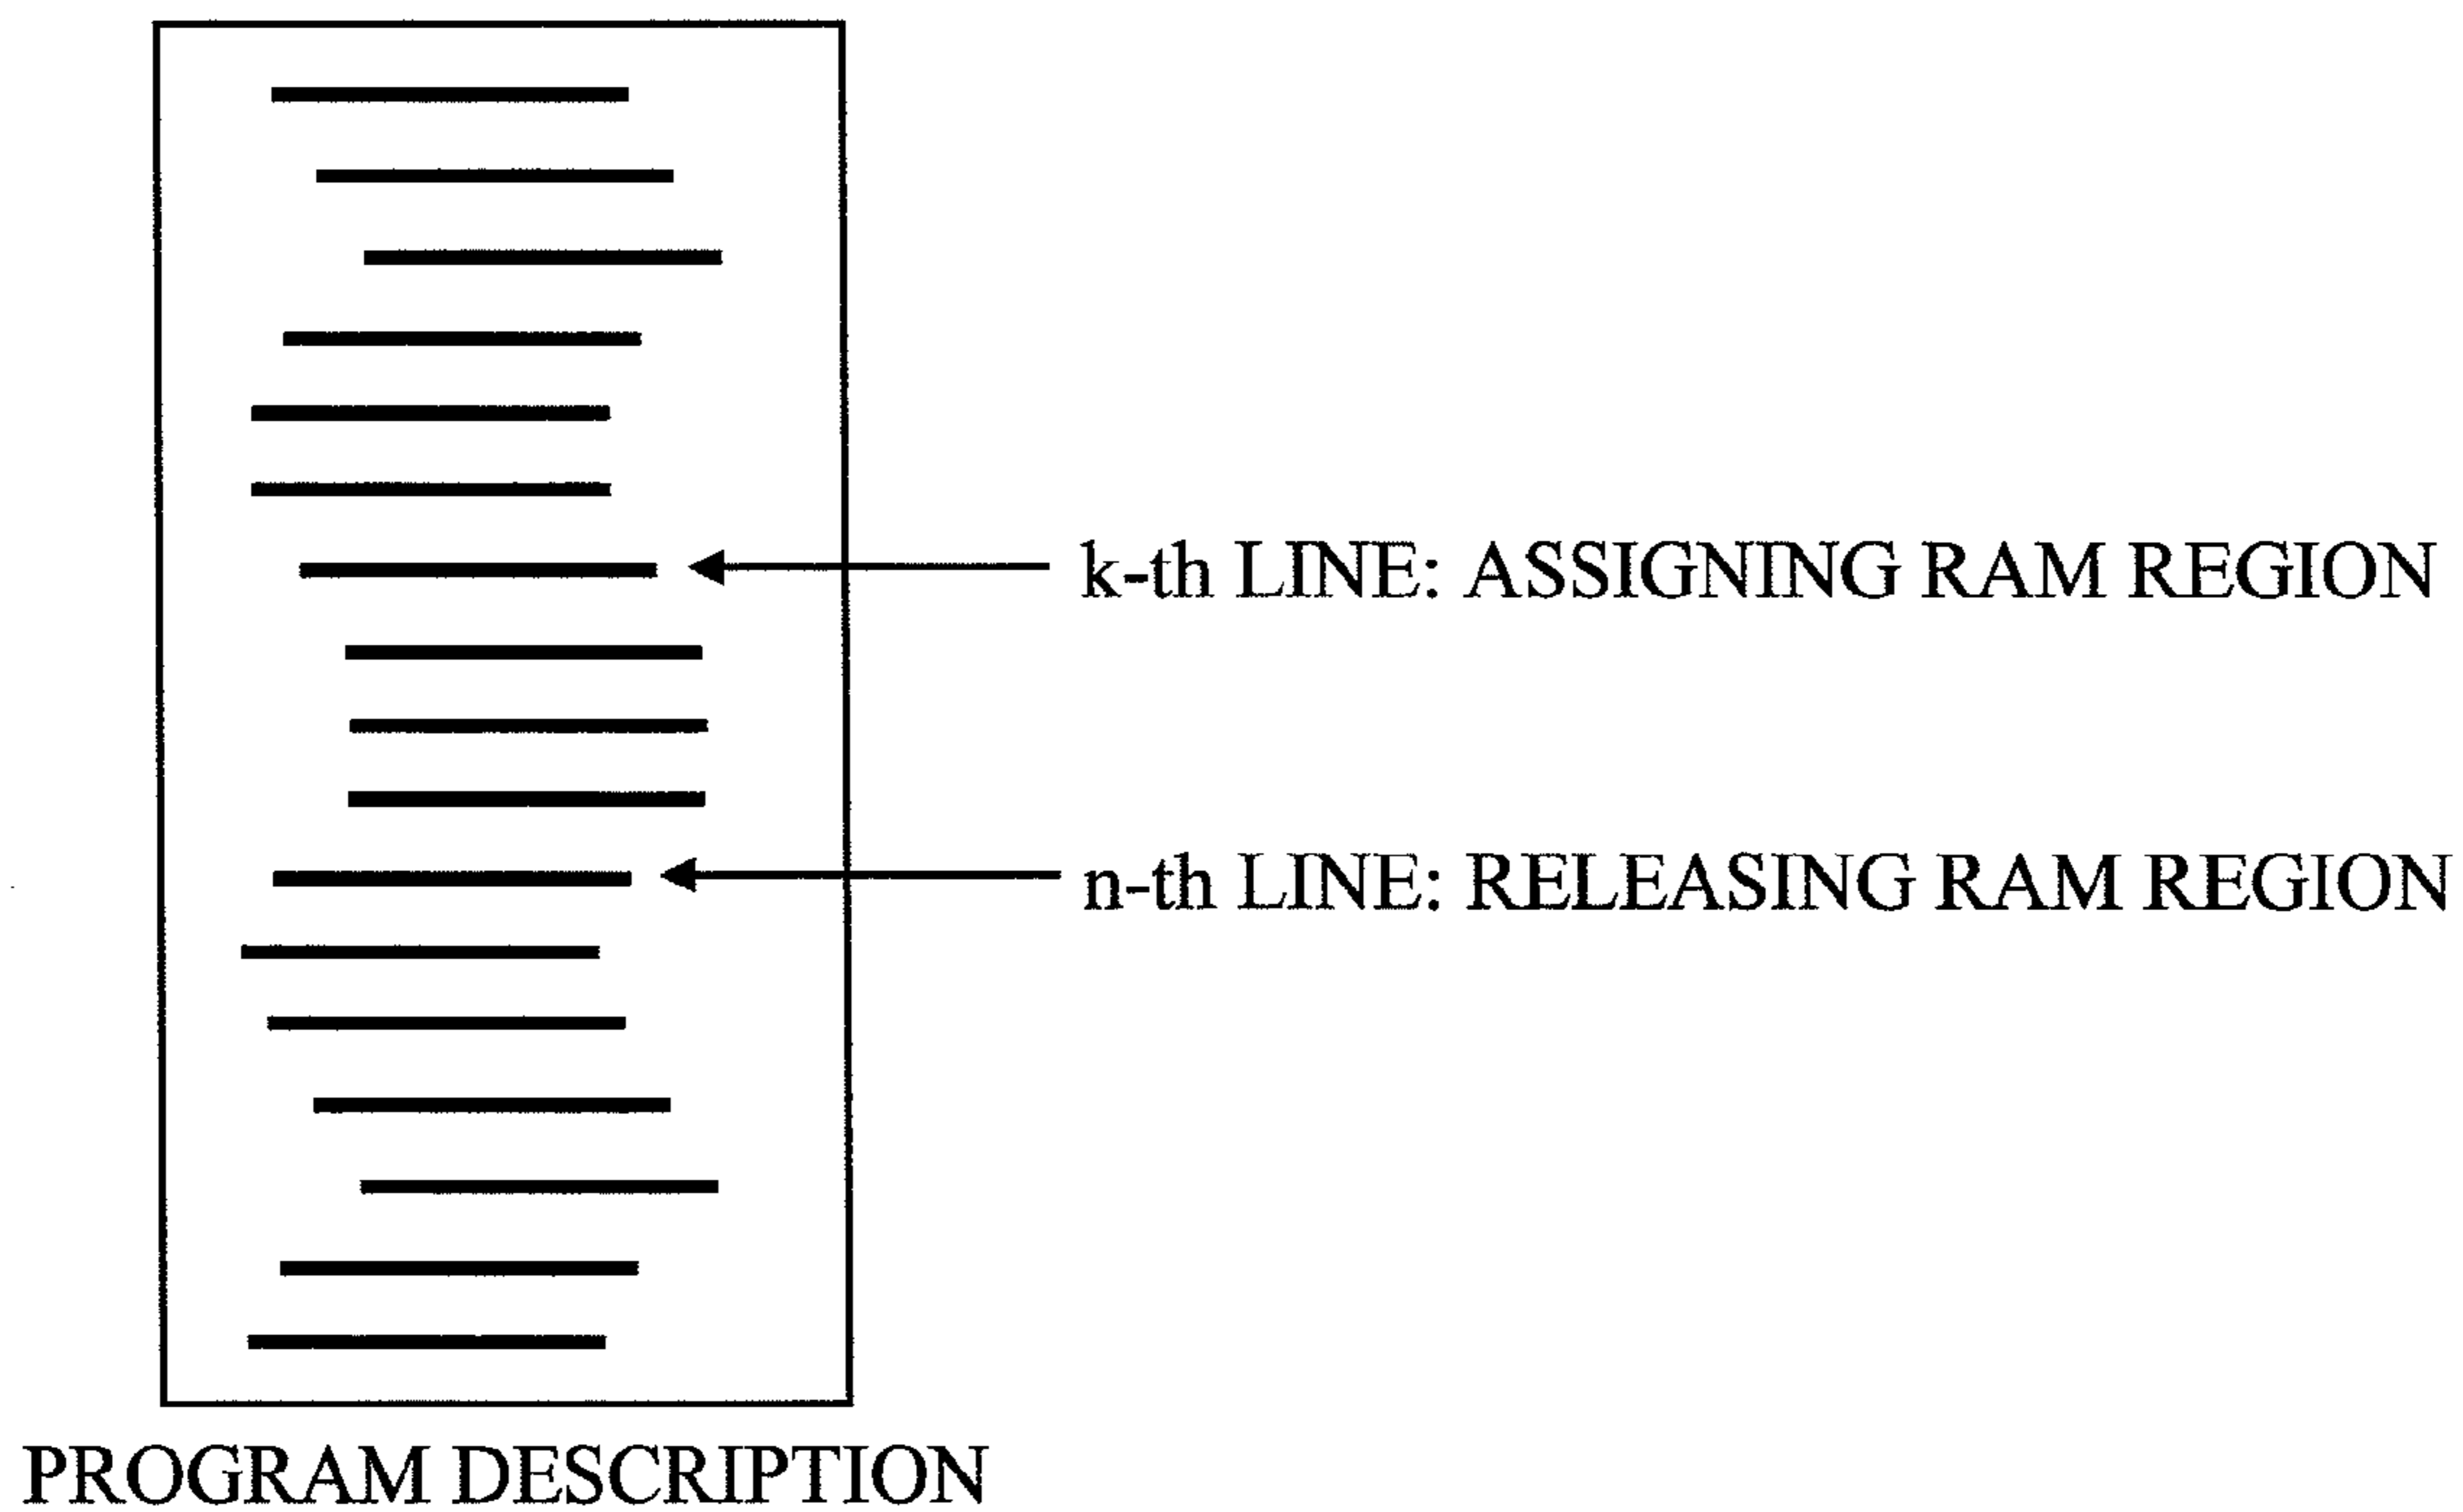 k-th LINE: ASSIGNING RAM REGION
n-th LINE: RELEASING RAM REGION
PROGRAM DESCRIPTION